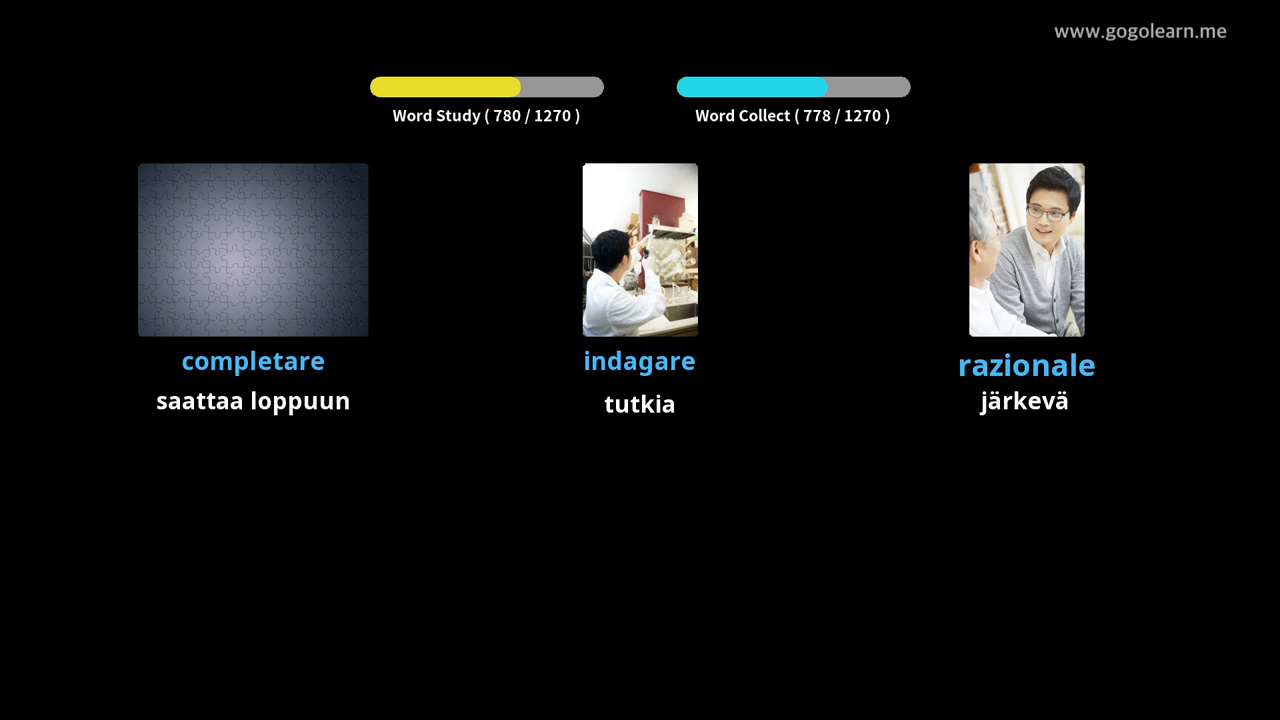 www.gogolearn.me
Word Study ( 780 / 1270 )
Word Collect ( 778 / 1270 )
completare
saattaa loppuun
indagare
tutkia
razionale
järkevä